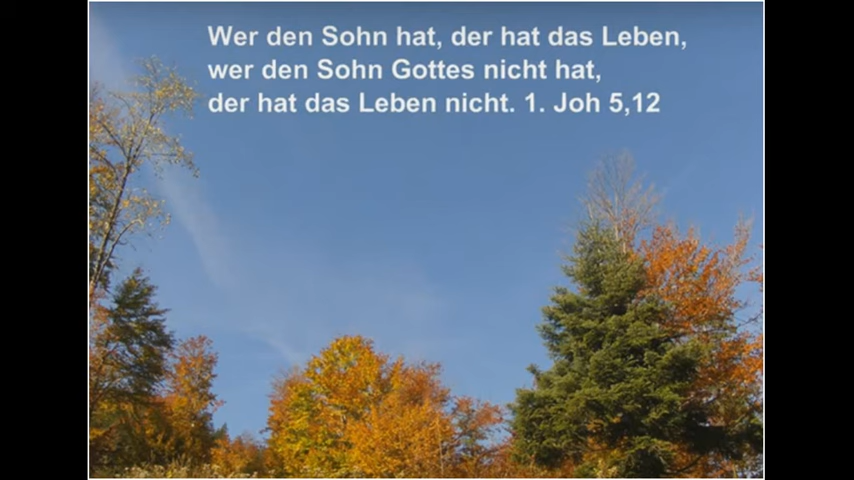 Wer den Sohn hat, der hat das Leben,
wer den Sohn Gottes nicht hat,
der hat das Leben nicht. 1. Joh 5,12